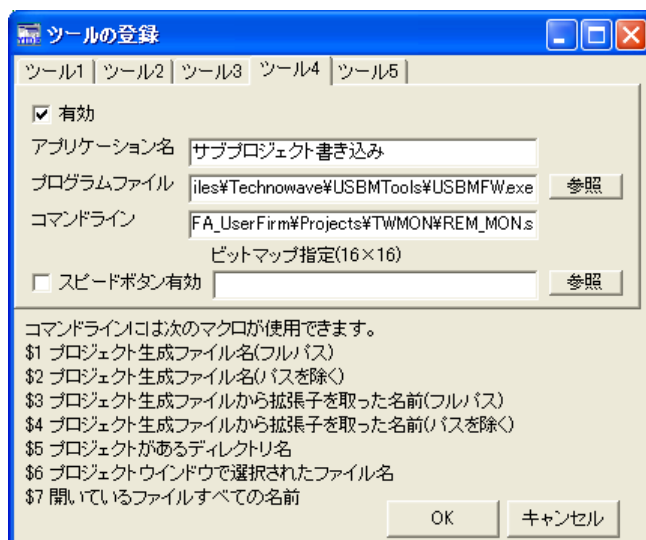 ツールの登録
ツール1 ツール2 ツール3 ツール4 ツール5
有効
アプリケーション名 サブプロジェクト書き込み
プログラムファイル iles¥Technowave¥USBMTools¥USBMFW.exe 参照
コマンドライン FA_UserFirm¥Projects¥TWMON¥REM_MON.s
ビットマップ指定(16×16)
スピードボタン有効 参照
コマンドラインには次のマクロが使用できます。
$1 プロジェクト生成ファイル名(フルパス)
$2 プロジェクト生成ファイル名(パスを除く)
$3 プロジェクト生成ファイルから拡張子を取った名前(フルパス)
$4 プロジェクト生成ファイルから拡張子を取った名前(パスを除く)
$5 プロジェクトがあるディレクトリ名
$6 プロジェクトウインドウで選択されたファイル名
$7 開いているファイルすべての名前
OK キャンセル